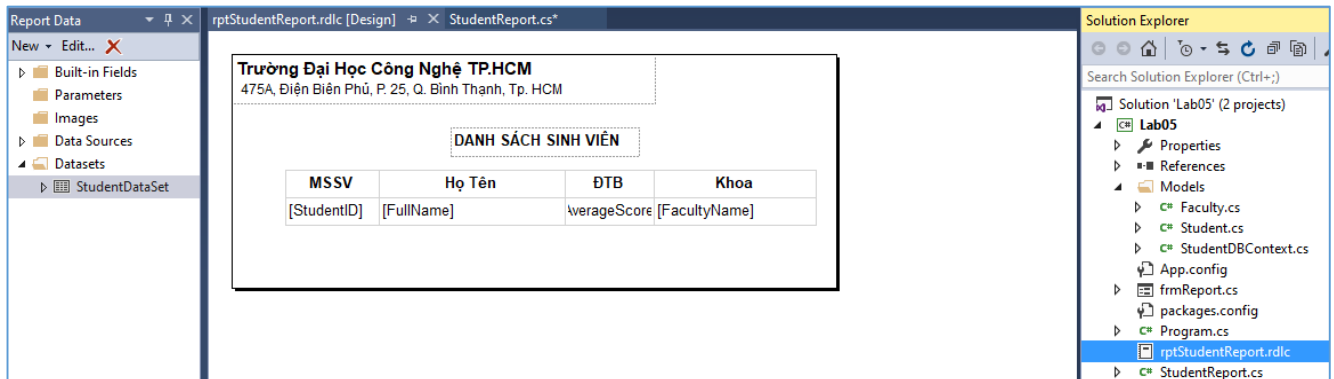 Report Data
New Edit...
Built-in Fields
Parameters
Images
Data Sources
Datasets
StudentDataSet
rptStudentReport.rdlc [Design] StudentReport.cs*
Trường Đại Học Công Nghệ TP.HCM
475A, Điện Biên Phủ, P. 25, Q. Bình Thạnh, Tp. HCM
DANH SÁCH SINH VIÊN
MSSV Họ Tên ĐTB Khoa
[StudentID] [FullName] AverageScore [FacultyName]
Solution Explorer
Search Solution Explorer (Ctrl+;)
Solution 'Lab05' (2 projects)
C# Lab05
Properties
References
Models
C# Faculty.cs
C# Student.cs
C# StudentDBContext.cs
App.config
frmReport.cs
packages.config
C# Program.cs
rptStudentReport.rdlc
C# StudentReport.cs